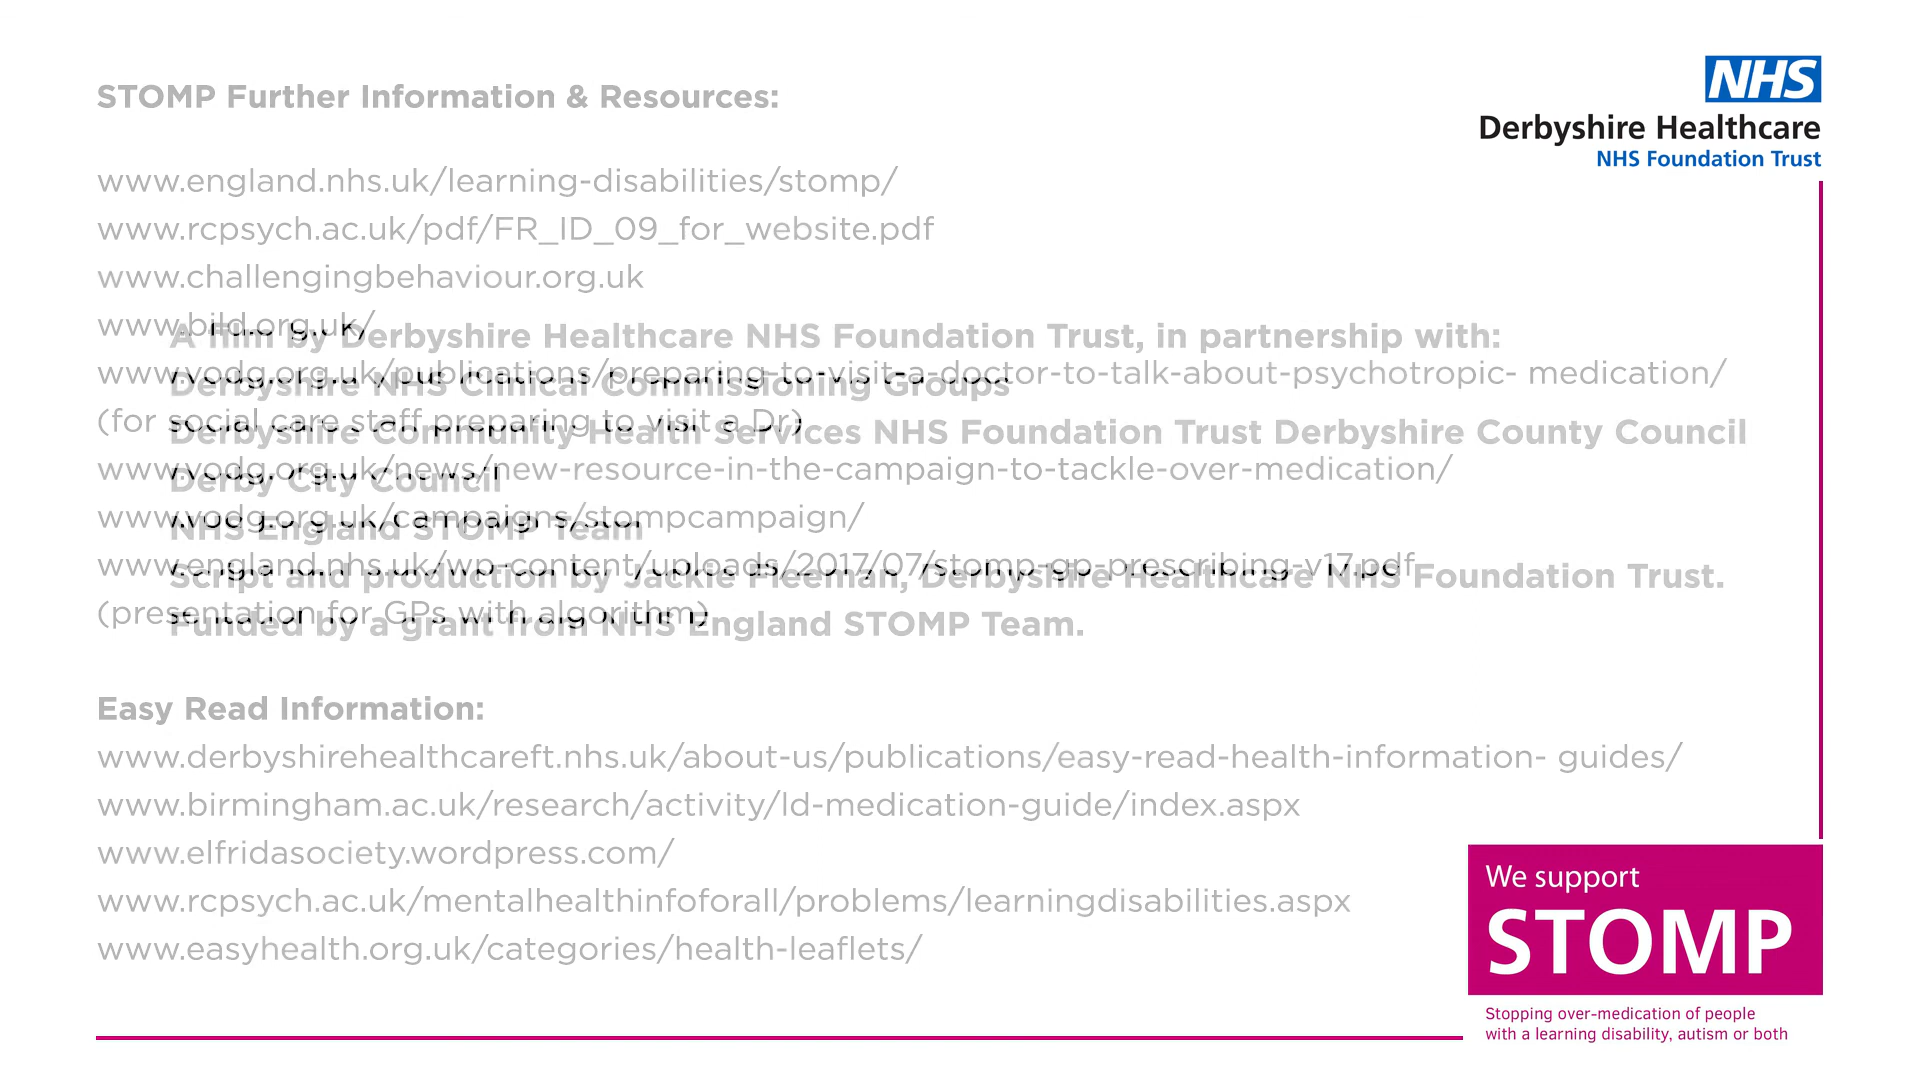 STOMP Further Information & Resources:
NHS
Derbyshire Healthcare
NHS Foundation Trust
www.england.nhs.uk/learning-disabilities/stomp/
www.rcpsych.ac.uk/pdf/FR_ID_09_for_website.pdf
www.challengingbehaviour.org.uk
www.bild.org.uk/
A film by Derbyshire Healthcare NHS Foundation Trust, in partnership with:
www.vodg.org.uk/publications/preparing-to-visit-a-doctor-to-talk-about-psychotropic- medication/
Derbyshire NHS Clinical Commissioning Groups
(for social care staff preparing to visit a Dr)
Derbyshire Community Health Services NHS Foundation Trust Derbyshire County Council
www.vodg.org.uk/news/new-resource-in-the-campaign-to-tackle-over-medication/
Derby City Council
www.vodg.org.uk/campaigns/stompcampaign/
NHS England STOMP Team
www.england.nhs.uk/wp-content/uploads/2017/07/stomp-gp-prescribing-v17.pdf
Script and production by Jackie Fleeman, Derbyshire Healthcare NHS Foundation Trust.
(presentation for GPs with algorithm)
Funded by a grant from NHS England STOMP Team.
Easy Read Information:
www.derbyshirehealthcareft.nhs.uk/about-us/publications/easy-read-health-information- guides/
www.birmingham.ac.uk/research/activity/ld-medication-guide/index.aspx
www.elfridasociety.wordpress.com/
www.rcpsych.ac.uk/mentalhealthinfoforall/problems/learningdisabilities.aspx
www.easyhealth.org.uk/categories/health-leaflets/
We support
STOMP
Stopping over-medication of people
with a learning disability, autism or both